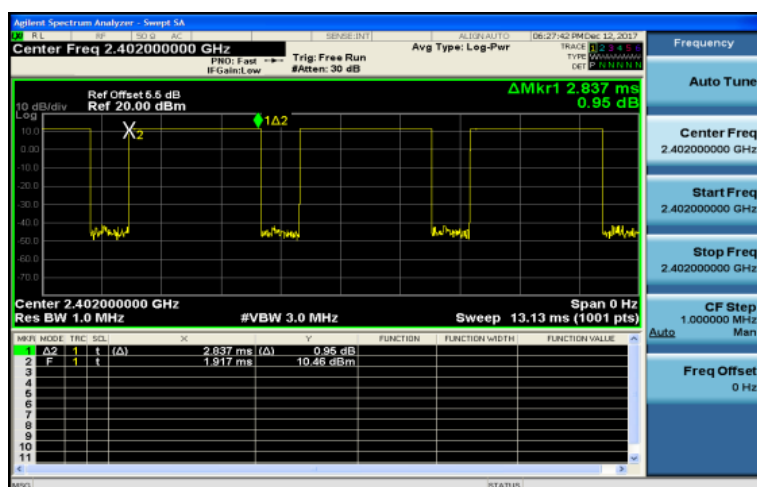 Agilent Spectrum Analyzer - Swept SA
RL RF 50 Ω AC SENSE:INT ALIGNAUTO 06:27:42 PM Dec 12, 2017
Center Freq 2.402000000 GHz
PNO: Fast
IFGain:Low
Trig: Free Run
#Atten: 30 dB
Avg Type: Log-Pwr
TRACE 1 2 3 4 5 6
TYPE
DET P N N N N N
Frequency
Auto Tune
Center Freq
2.402000000 GHz
Start Freq
2.402000000 GHz
Stop Freq
2.402000000 GHz
CF Step
1.000000 MHz
Auto Man
Freq Offset
0 Hz
ΔMkr1 2.837 ms
0.95 dB
Ref Offset 5.5 dB
Ref 20.00 dBm
10 dB/div
Log
10.0
0.00
-10.0
-20.0
-30.0
-40.0
-50.0
-60.0
-70.0
X2
1Δ2
Center 2.402000000 GHz Span 0 Hz
Res BW 1.0 MHz #VBW 3.0 MHz Sweep 13.13 ms (1001 pts)
MKR MODE TRC SCL X Y FUNCTION FUNCTION WIDTH FUNCTION VALUE
1 Δ2 1 t (Δ) 2.837 ms (Δ) 0.95 dB
2 F 1 t 1.917 ms 10.46 dBm
3
4
5
6
7
8
9
10
11
MSG STATUS